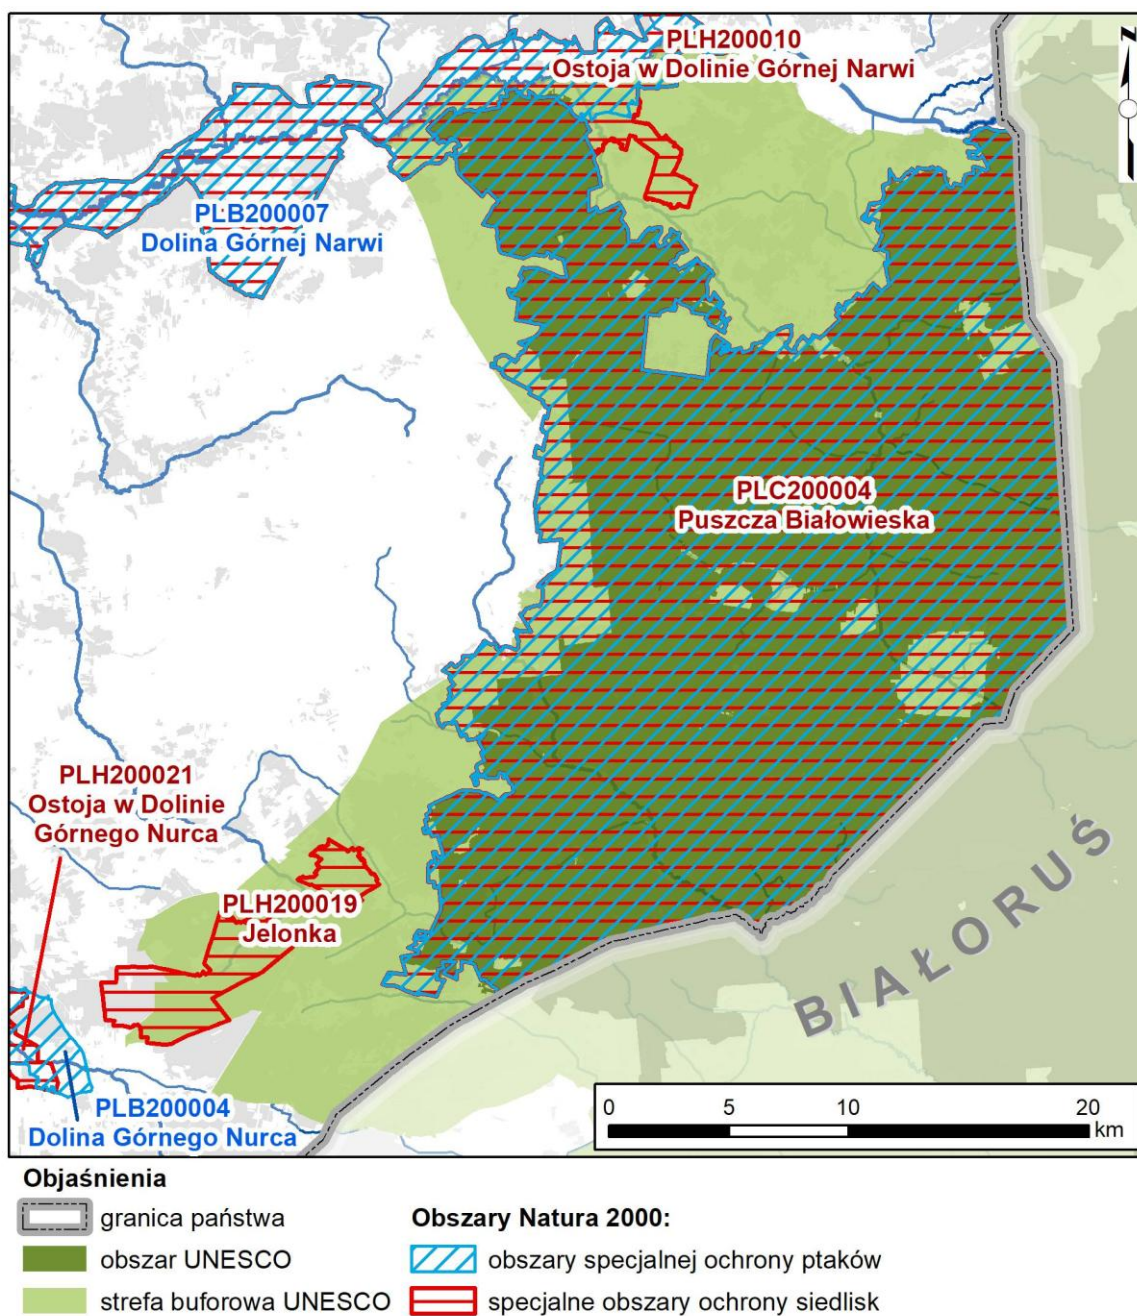 PLH200010
Ostoja w Dolinie Górnej Narwi
N
PLB200007
Dolina Górnej Narwi
PLC200004
Puszcza Białowieska
PLH200021
Ostoja w Dolinie
Górnego Nurca
PLH200019
Jelonka
BIAŁORUŚ
PLB200004
Dolina Górnego Nurca
0 5 10 20
km
Objaśnienia
granica państwa
obszar UNESCO
strefa buforowa UNESCO
Obszary Natura 2000:
obszary specjalnej ochrony ptaków
specjalne obszary ochrony siedlisk